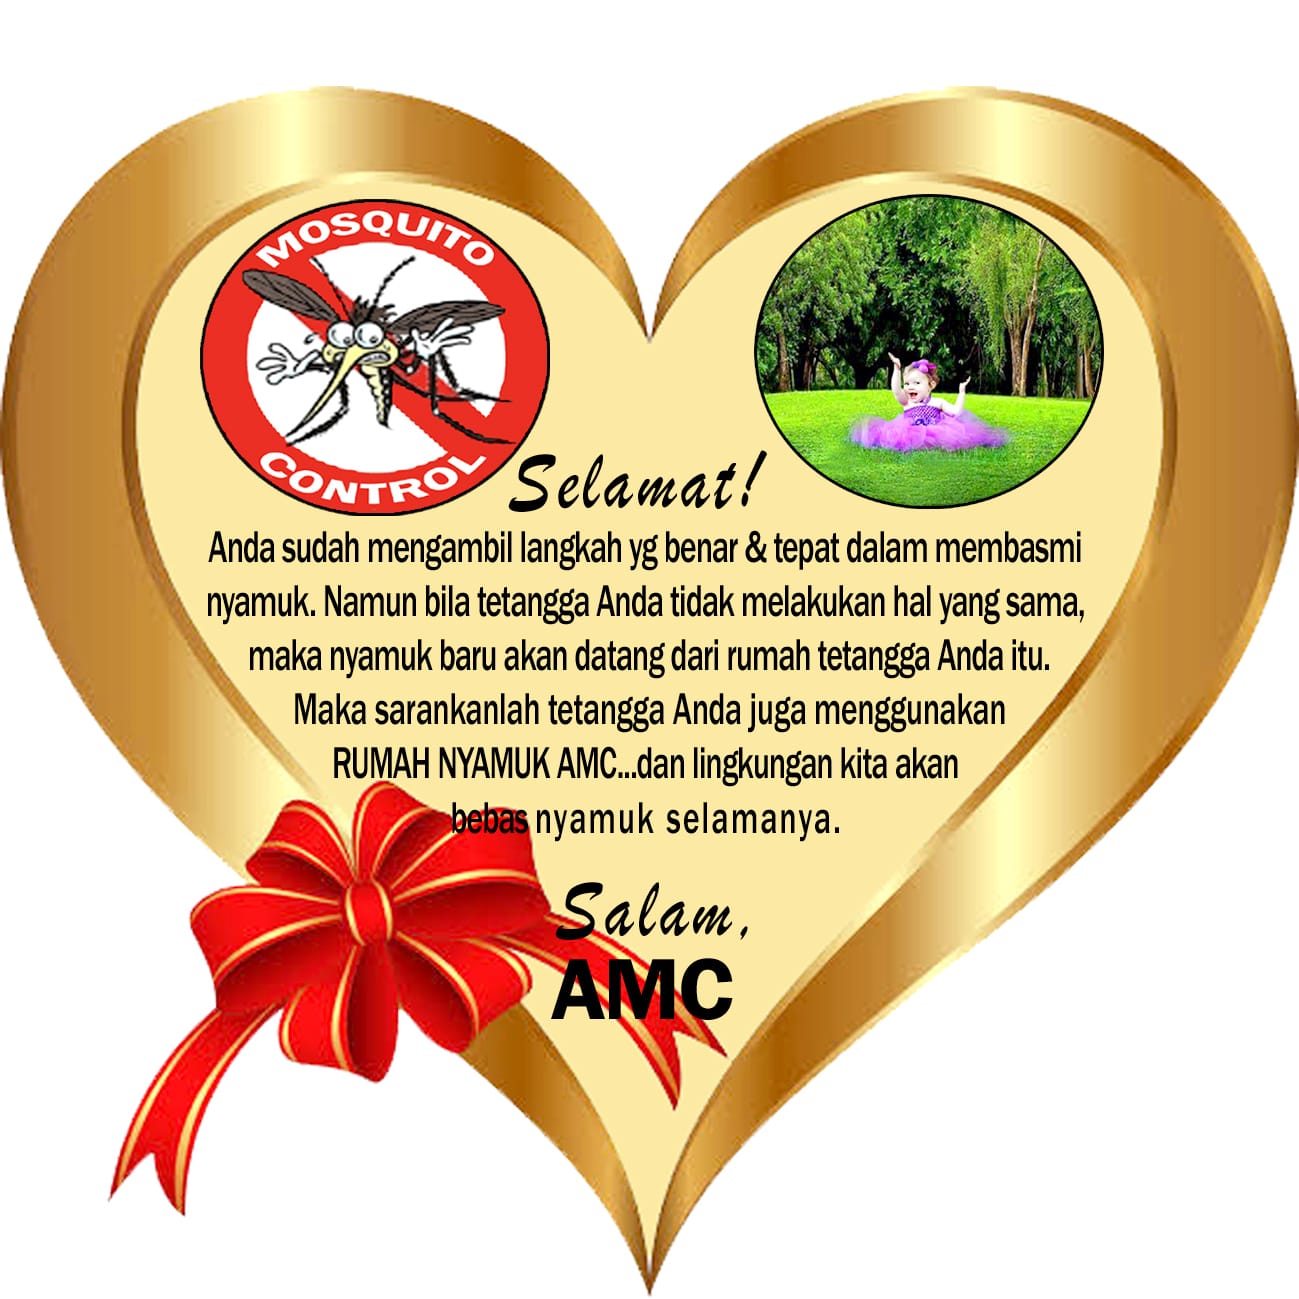 MOSQUITO
CONTROL
Selamat!
Anda sudah mengambil langkah yg benar & tepat dalam membasmi
nyamuk. Namun bila tetangga Anda tidak melakukan hal yang sama,
maka nyamuk baru akan datang dari rumah tetangga Anda itu.
Maka sarankanlah tetangga Anda juga menggunakan
RUMAH NYAMUK AMC...dan lingkungan kita akan
bebas nyamuk selamanya.
Salam,
AMC